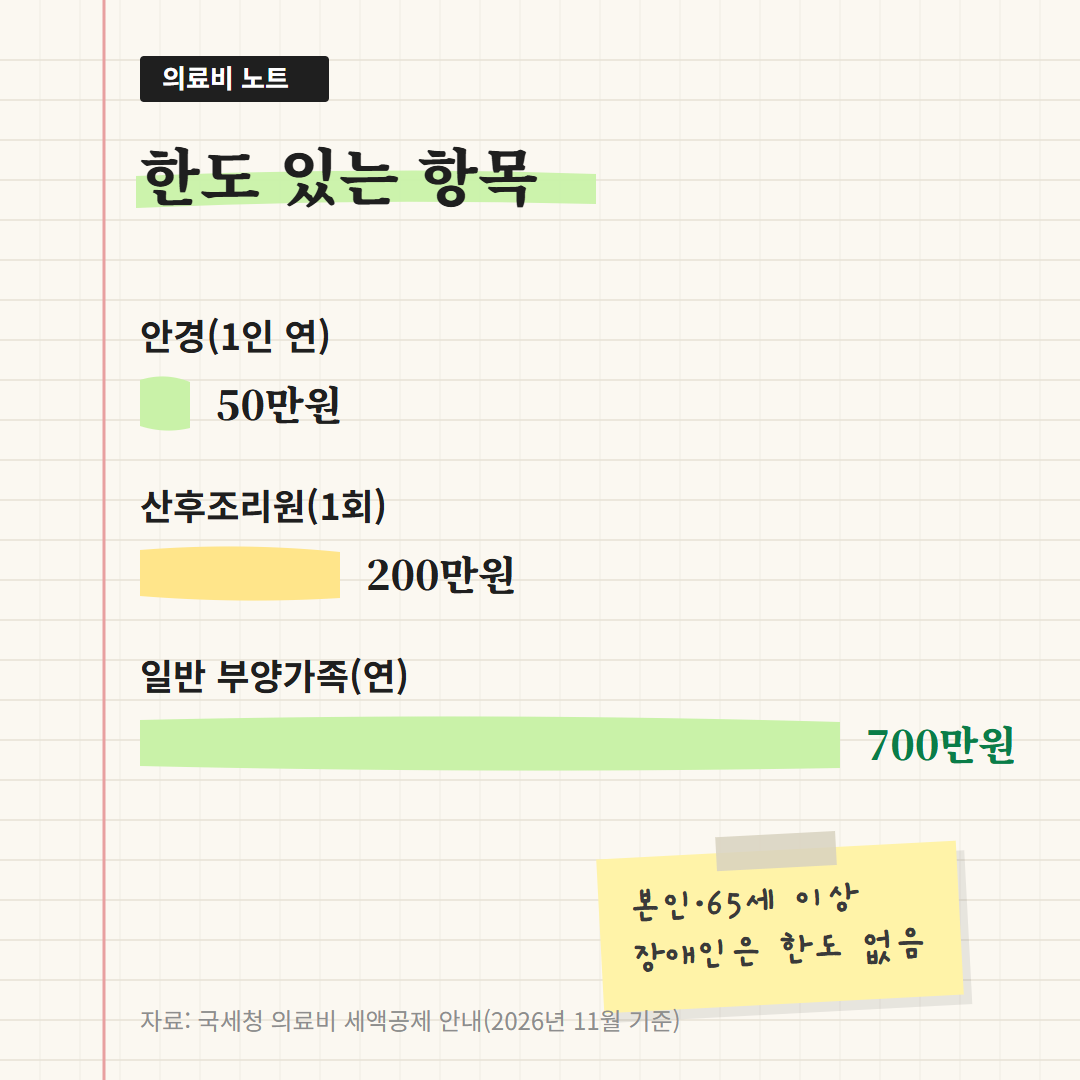 의료비 노트
한도 있는 항목
안경(1인 연)
50만원
산후조리원(1회)
200만원
일반 부양가족(연)
700만원
본인·65세 이상
장애인은 한도 없음
자료: 국세청 의료비 세액공제 안내(2026년 11월 기준)